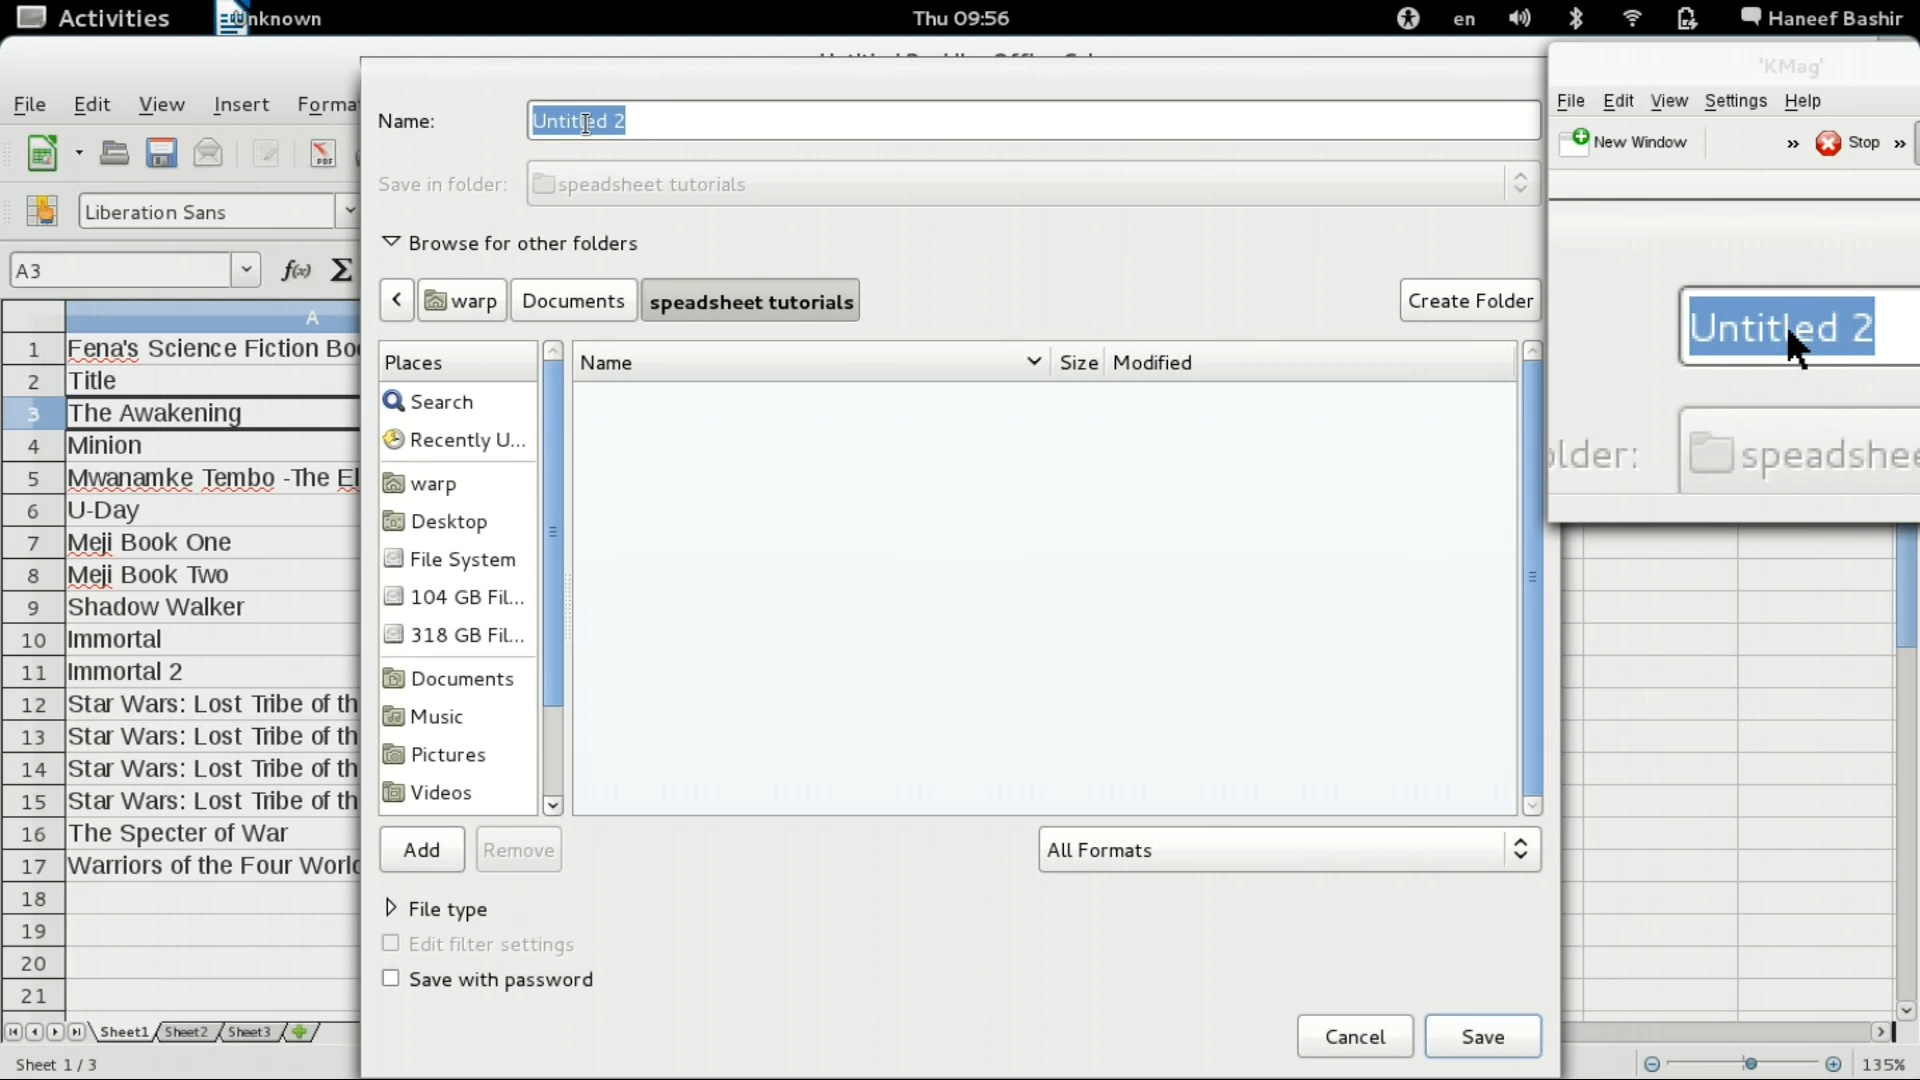 Activities
Unknown
Thu 09:56
en
Haneef Bashir
File Edit View Insert Forma
Liberation Sans
A3
f(x) Σ
A
1 Fena's Science Fiction Bo
2 Title
3 The Awakening
4 Minion
5 Mwanamke Tembo -The El
6 U-Day
7 Meji Book One
8 Meji Book Two
9 Shadow Walker
10 Immortal
11 Immortal 2
12 Star Wars: Lost Tribe of th
13 Star Wars: Lost Tribe of th
14 Star Wars: Lost Tribe of th
15 Star Wars: Lost Tribe of th
16 The Specter of War
17 Warriors of the Four World
18
19
20
21
Sheet1 Sheet2 Sheet3
Sheet 1 / 3
135%
Name: Untitled 2
Save in folder: speadsheet tutorials
Browse for other folders
warp Documents speadsheet tutorials
Create Folder
Places
Search
Recently U...
warp
Desktop
File System
104 GB Fil...
318 GB Fil...
Documents
Music
Pictures
Videos
Name Size Modified
Add Remove
All Formats
File type
Edit filter settings
Save with password
Cancel Save
'KMag'
File Edit View Settings Help
New Window » Stop »
Untitled 2
older: speadshee
PDF